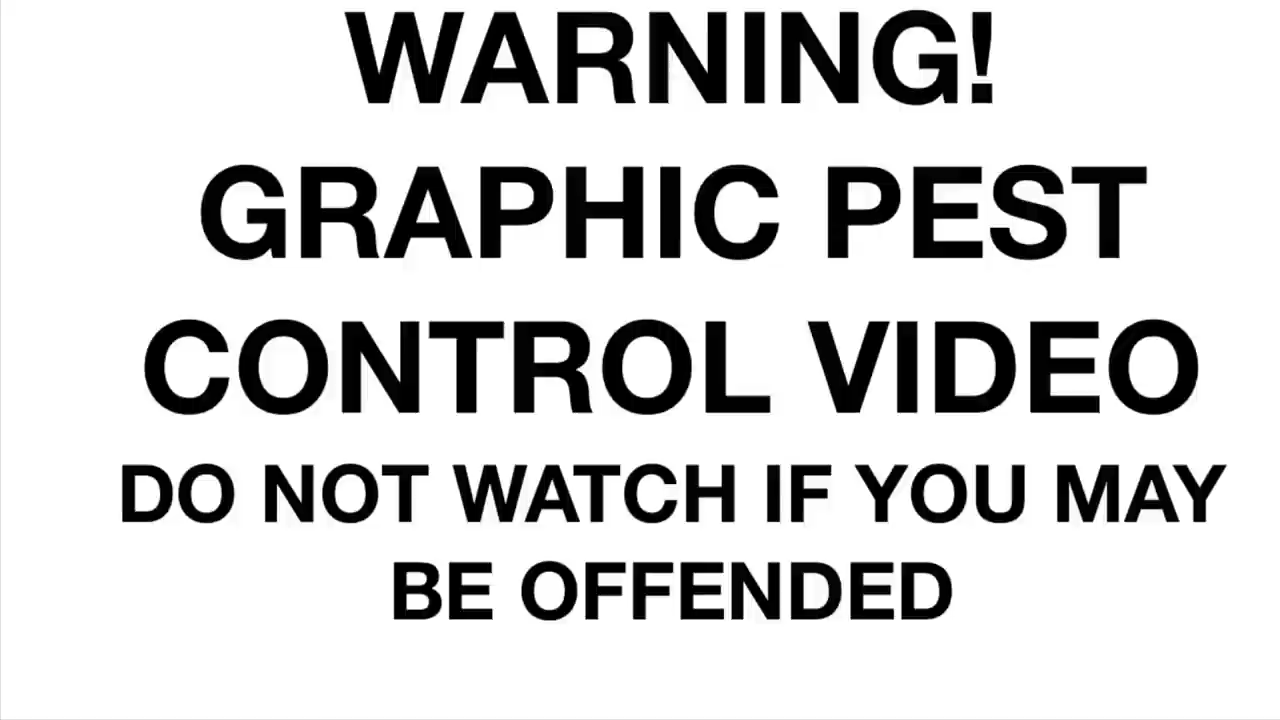 WARNING!
GRAPHIC PEST
CONTROL VIDEO
DO NOT WATCH IF YOU MAY
BE OFFENDED